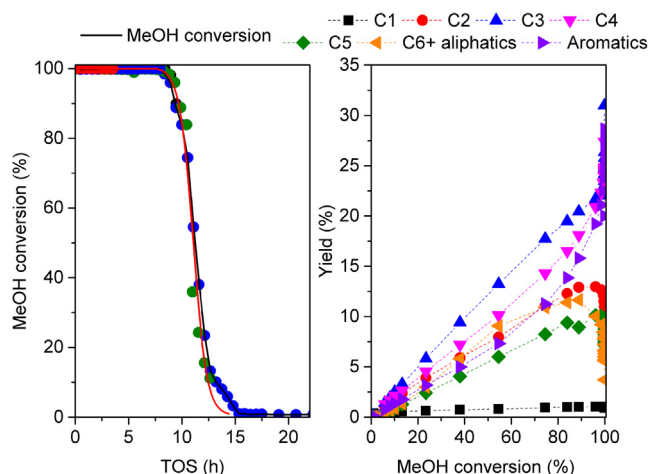 C1 C2 C3 C4
MeOH conversion C5 C6+ aliphatics Aromatics
MeOH conversion (%)
100
80
60
40
20
0
0 5 10 15 20
TOS (h)
Yield (%)
35
30
25
20
15
10
5
0
0 20 40 60 80 100
MeOH conversion (%)